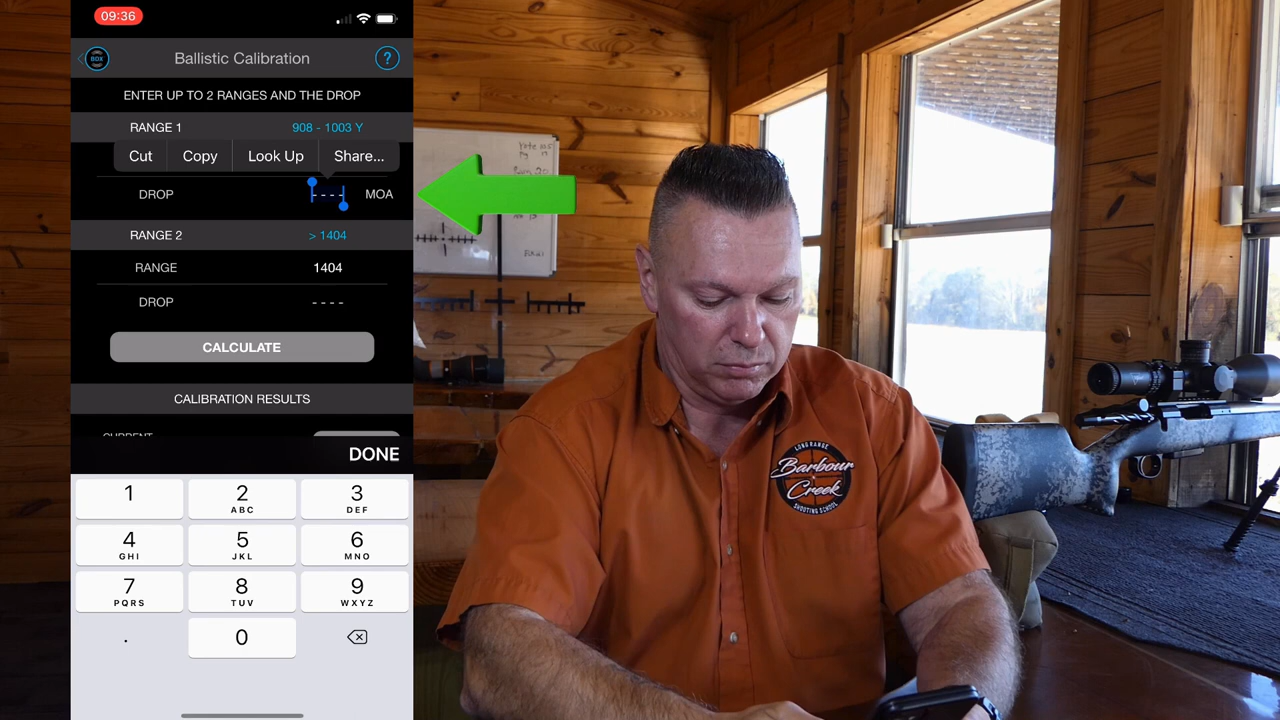 09:36
BDX
Ballistic Calibration
?
ENTER UP TO 2 RANGES AND THE DROP
RANGE 1 908 - 1003 Y
Cut Copy Look Up Share...
DROP ---- MOA
RANGE 2 > 1404
RANGE 1404
DROP ----
CALCULATE
CALIBRATION RESULTS
CURRENT
DONE
1 2 3
ABC DEF
4 5 6
GHI JKL MNO
7 8 9
PQRS TUV WXYZ
. 0
LONG RANGE
Barbour
Creek
SHOOTING SCHOOL